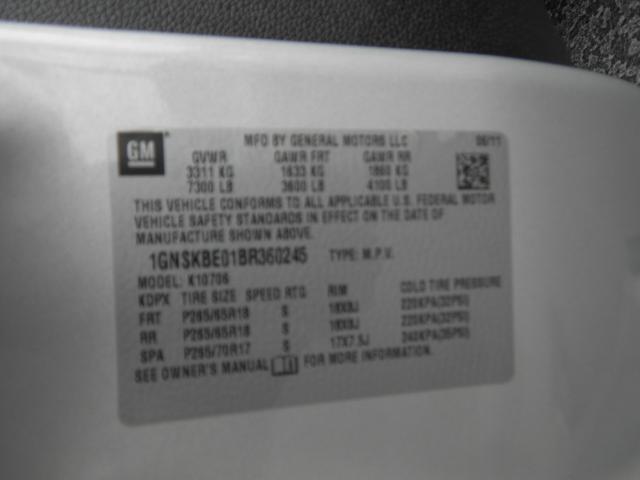 GM MFD BY GENERAL MOTORS LLC 06/11
GVWR GAWR FRT GAWR RR
3311 KG 1633 KG 1860 KG
7300 LB 3600 LB 4100 LB
THIS VEHICLE CONFORMS TO ALL APPLICABLE U.S. FEDERAL MOTOR
VEHICLE SAFETY STANDARDS IN EFFECT ON THE DATE OF
MANUFACTURE SHOWN ABOVE.
1GNSKBE01BR360245 TYPE: M.P.V.
MODEL: K10706
KDPX TIRE SIZE SPEED RTG RIM COLD TIRE PRESSURE
FRT P265/65R18 S 18X8J 220KPA(32PSI)
RR P265/65R18 S 18X8J 220KPA(32PSI)
SPA P265/70R17 S 17X7.5J 240KPA(35PSI)
SEE OWNER'S MANUAL FOR MORE INFORMATION.